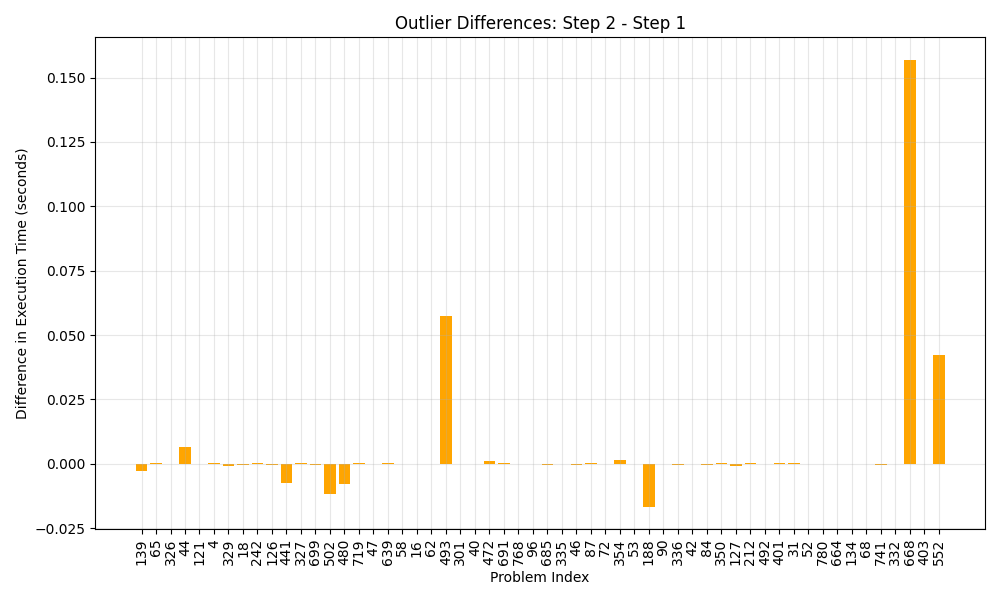 Outlier Differences: Step 2 - Step 1
Difference in Execution Time (seconds)
0.150
0.125
0.100
0.075
0.050
0.025
0.000
−0.025
139 65 326 44 121 4 329 18 242 126 441 327 699 502 480 719 47 639 58 16 62 493 301 40 472 691 768 96 685 335 46 87 72 354 53 188 90 336 42 84 350 127 212 492 401 31 52 780 664 134 68 741 332 668 403 552
Problem Index